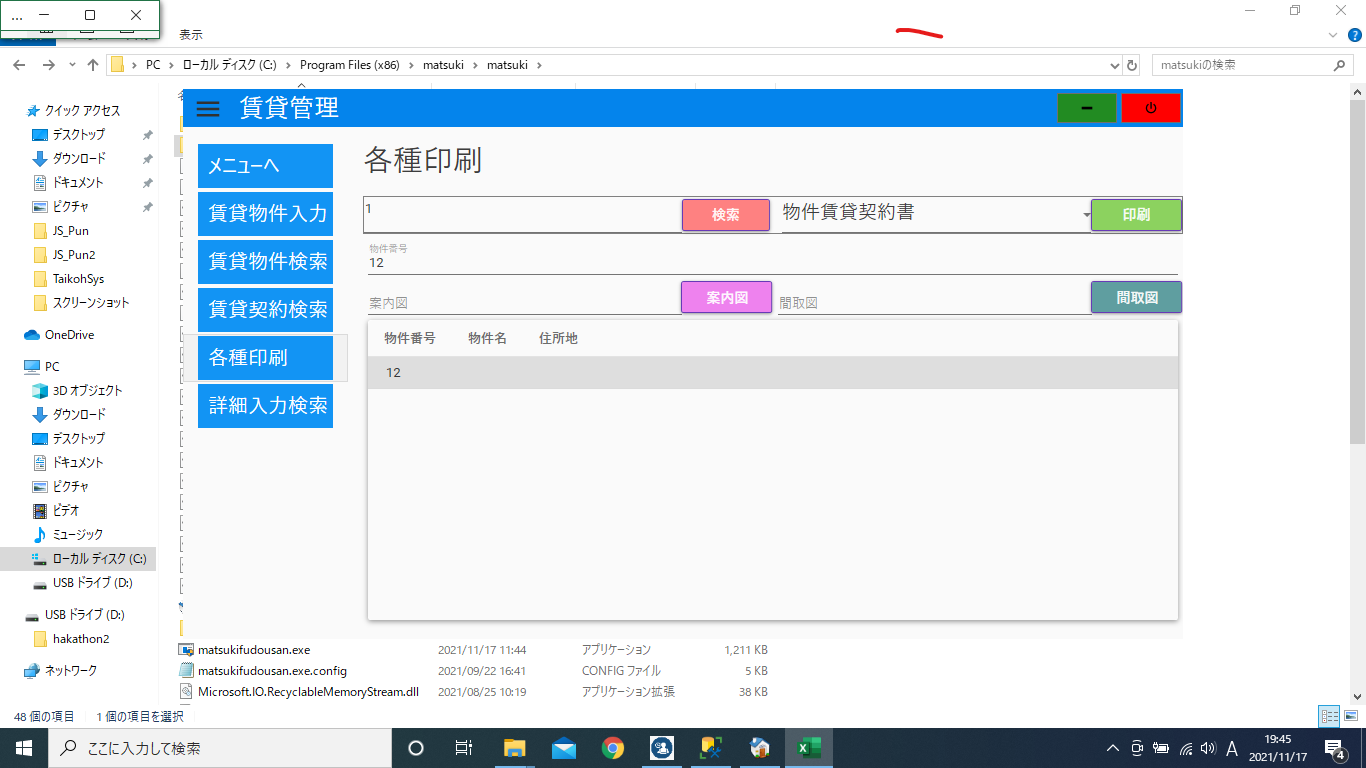 ...
表示
PC
ローカル ディスク (C:)
Program Files (x86)
matsuki
matsuki
matsukiの検索
クイック アクセス
デスクトップ
ダウンロード
ドキュメント
ピクチャ
JS_Pun
JS_Pun2
TaikohSys
スクリーンショット
OneDrive
PC
3D オブジェクト
ダウンロード
デスクトップ
ドキュメント
ピクチャ
ビデオ
ミュージック
ローカル ディスク (C:)
USB ドライブ (D:)
USB ドライブ (D:)
hakathon2
ネットワーク
賃貸管理
メニューへ
賃貸物件入力
賃貸物件検索
賃貸契約検索
各種印刷
詳細入力検索
各種印刷
1
検索
物件賃貸契約書
印刷
物件番号
12
案内図
案内図
間取図
間取図
物件番号 物件名 住所地
12
matsukifudousan.exe 2021/11/17 11:44 アプリケーション 1,211 KB
matsukifudousan.exe.config 2021/09/22 16:41 CONFIG ファイル 5 KB
Microsoft.IO.RecyclableMemoryStream.dll 2021/08/25 10:19 アプリケーション拡張 38 KB
48 個の項目 1 個の項目を選択
ここに入力して検索
A
19:45
2021/11/17
4